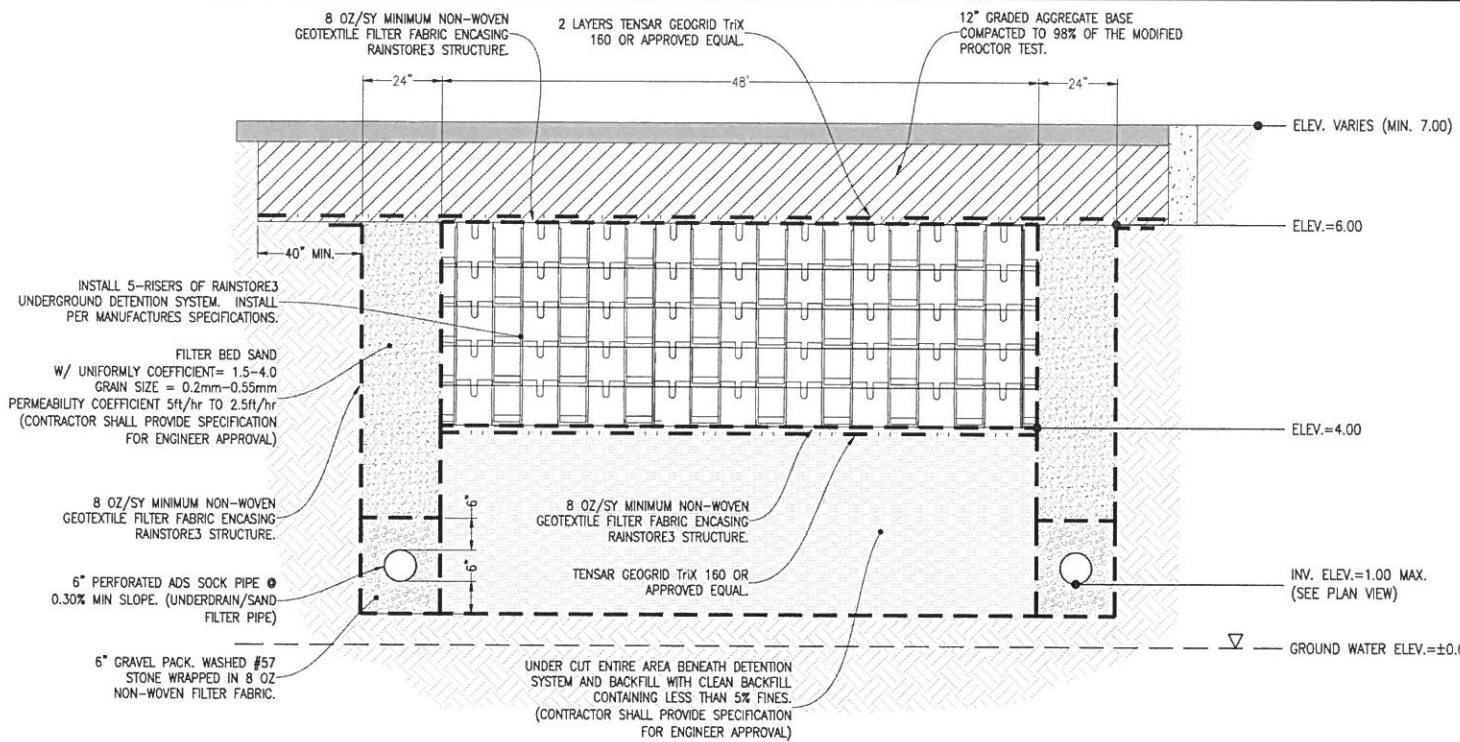 8 OZ/SY MINIMUM NON-WOVEN
GEOTEXTILE FILTER FABRIC ENCASING
RAINSTORE3 STRUCTURE.
2 LAYERS TENSAR GEOGRID TriX
160 OR APPROVED EQUAL.
12" GRADED AGGREGATE BASE
COMPACTED TO 98% OF THE MODIFIED
PROCTOR TEST.
24"
48'
24"
ELEV. VARIES (MIN. 7.00)
ELEV.=6.00
40" MIN.
INSTALL 5-RISERS OF RAINSTORE3
UNDERGROUND DETENTION SYSTEM. INSTALL
PER MANUFACTURES SPECIFICATIONS.
FILTER BED SAND
W/ UNIFORMLY COEFFICIENT= 1.5-4.0
GRAIN SIZE = 0.2mm-0.55mm
PERMEABILITY COEFFICIENT 5ft/hr TO 2.5ft/hr
(CONTRACTOR SHALL PROVIDE SPECIFICATION
FOR ENGINEER APPROVAL)
ELEV.=4.00
8 OZ/SY MINIMUM NON-WOVEN
GEOTEXTILE FILTER FABRIC ENCASING
RAINSTORE3 STRUCTURE.
6"
8 OZ/SY MINIMUM NON-WOVEN
GEOTEXTILE FILTER FABRIC ENCASING
RAINSTORE3 STRUCTURE.
6" PERFORATED ADS SOCK PIPE @
0.30% MIN SLOPE. (UNDERDRAIN/SAND
FILTER PIPE)
6"
TENSAR GEOGRID TriX 160 OR
APPROVED EQUAL.
INV. ELEV.=1.00 MAX.
(SEE PLAN VIEW)
GROUND WATER ELEV.=±0.
6" GRAVEL PACK. WASHED #57
STONE WRAPPED IN 8 OZ
NON-WOVEN FILTER FABRIC.
UNDER CUT ENTIRE AREA BENEATH DETENTION
SYSTEM AND BACKFILL WITH CLEAN BACKFILL
CONTAINING LESS THAN 5% FINES.
(CONTRACTOR SHALL PROVIDE SPECIFICATION
FOR ENGINEER APPROVAL)